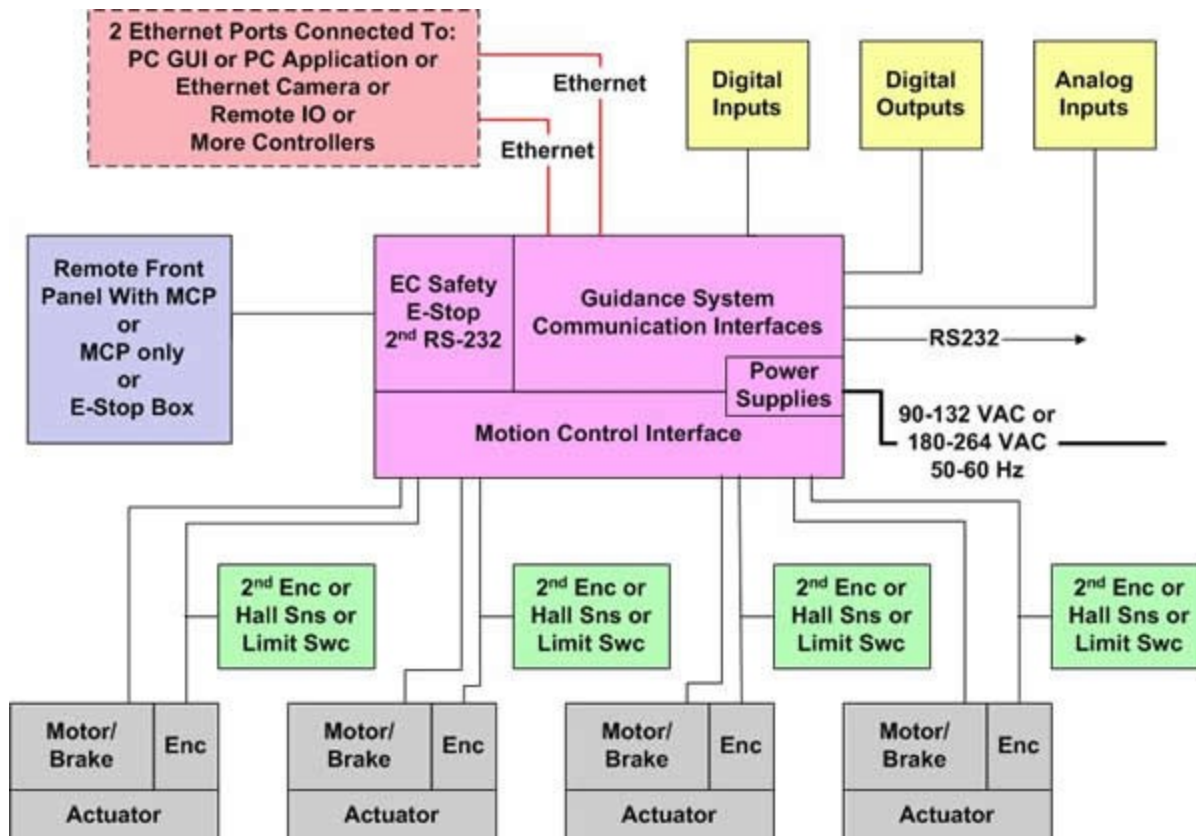 2 Ethernet Ports Connected To:
PC GUI or PC Application or
Ethernet Camera or
Remote IO or
More Controllers
Ethernet
Ethernet
Digital
Inputs
Digital
Outputs
Analog
Inputs
Remote Front
Panel With MCP
or
MCP only
or
E-Stop Box
EC Safety
E-Stop
2nd RS-232
Guidance System
Communication Interfaces
RS232
Power
Supplies
90-132 VAC or
180-264 VAC
50-60 Hz
Motion Control Interface
2nd Enc or
Hall Sns or
Limit Swc
2nd Enc or
Hall Sns or
Limit Swc
2nd Enc or
Hall Sns or
Limit Swc
2nd Enc or
Hall Sns or
Limit Swc
Motor/
Brake
Enc
Actuator
Motor/
Brake
Enc
Actuator
Motor/
Brake
Enc
Actuator
Motor/
Brake
Enc
Actuator